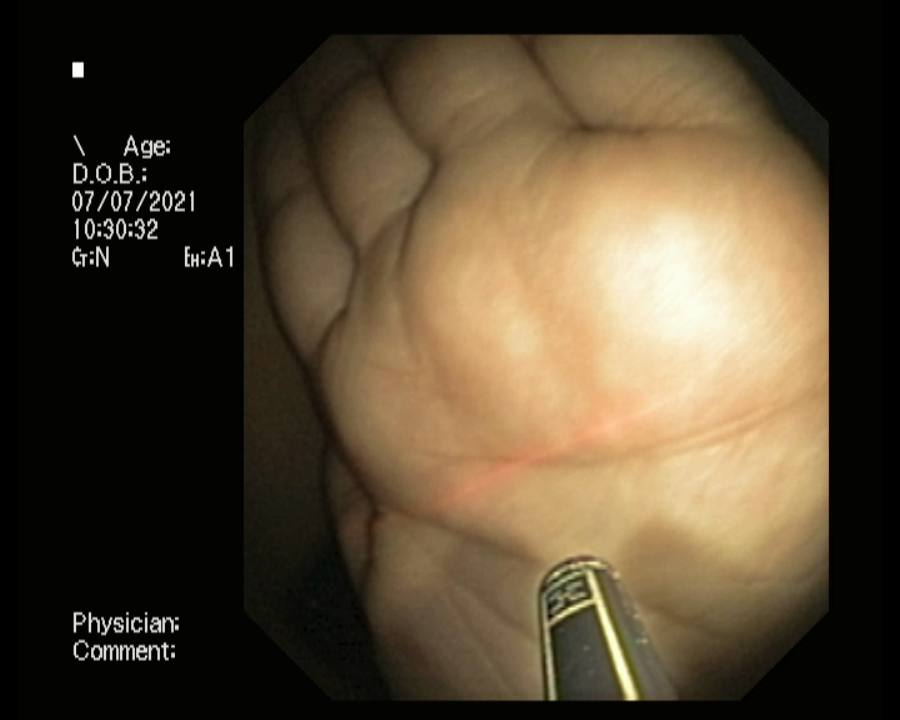 \ Age:
D.O.B.:
07/07/2021
10:30:32
Cr:N EH:A1
Physician:
Comment: